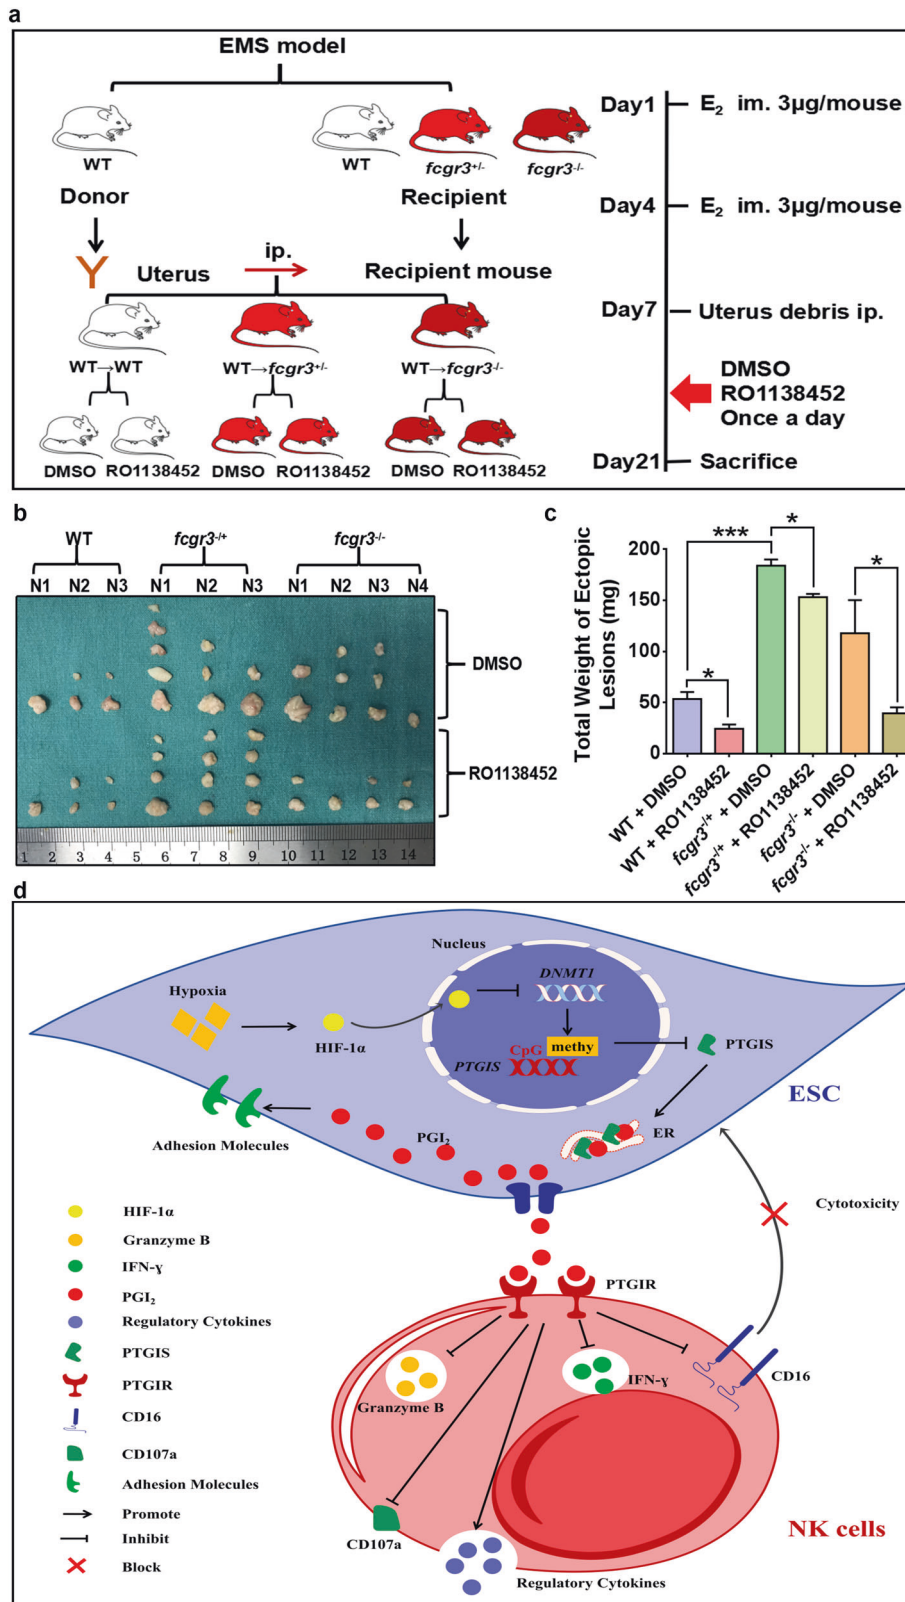 a
EMS model
WT
WT
fcgr3+/-
fcgr3-/-
Donor
Recipient
Uterus
ip.
Recipient mouse
WT→WT
WT→fcgr3+/-
WT→fcgr3-/-
DMSO
RO1138452
DMSO
RO1138452
DMSO
RO1138452
Day1
E2 im. 3μg/mouse
Day4
E2 im. 3μg/mouse
Day7
Uterus debris ip.
DMSO
RO1138452
Once a day
Day21
Sacrifice
b
WT
fcgr3-/+
fcgr3-/-
N1 N2 N3 N1 N2 N3 N1 N2 N3 N4
DMSO
RO1138452
1 2 3 4 5 6 7 8 9 10 11 12 13 14
c
Total Weight of Ectopic
Lesions (mg)
200
150
100
50
0
*
***
*
*
WT + DMSO
WT + RO1138452
fcgr3-/+ + DMSO
fcgr3-/+ + RO1138452
fcgr3-/- + DMSO
fcgr3-/- + RO1138452
d
Nucleus
DNMT1
Hypoxia
HIF-1α
CpG
methy
PTGIS
PTGIS
ESC
Adhesion Molecules
PGI2
ER
Cytotoxicity
PTGIR
CD16
Granzyme B
IFN-γ
CD107a
Regulatory Cytokines
NK cells
HIF-1α
Granzyme B
IFN-γ
PGI2
Regulatory Cytokines
PTGIS
PTGIR
CD16
CD107a
Adhesion Molecules
Promote
Inhibit
Block